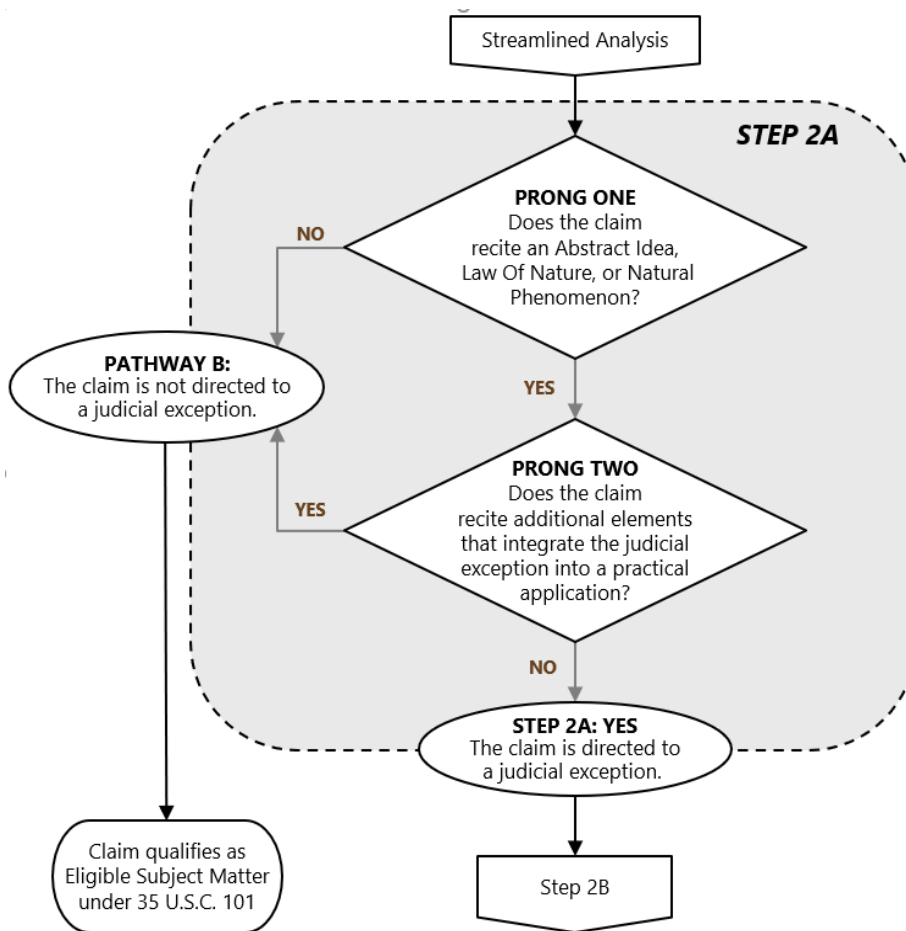 Streamlined Analysis
STEP 2A
PRONG ONE
Does the claim
recite an Abstract Idea,
Law Of Nature, or Natural
Phenomenon?
NO
PATHWAY B:
The claim is not directed to
a judicial exception.
YES
PRONG TWO
Does the claim
recite additional elements
that integrate the judicial
exception into a practical
application?
YES
NO
STEP 2A: YES
The claim is directed to
a judicial exception.
Claim qualifies as
Eligible Subject Matter
under 35 U.S.C. 101
Step 2B